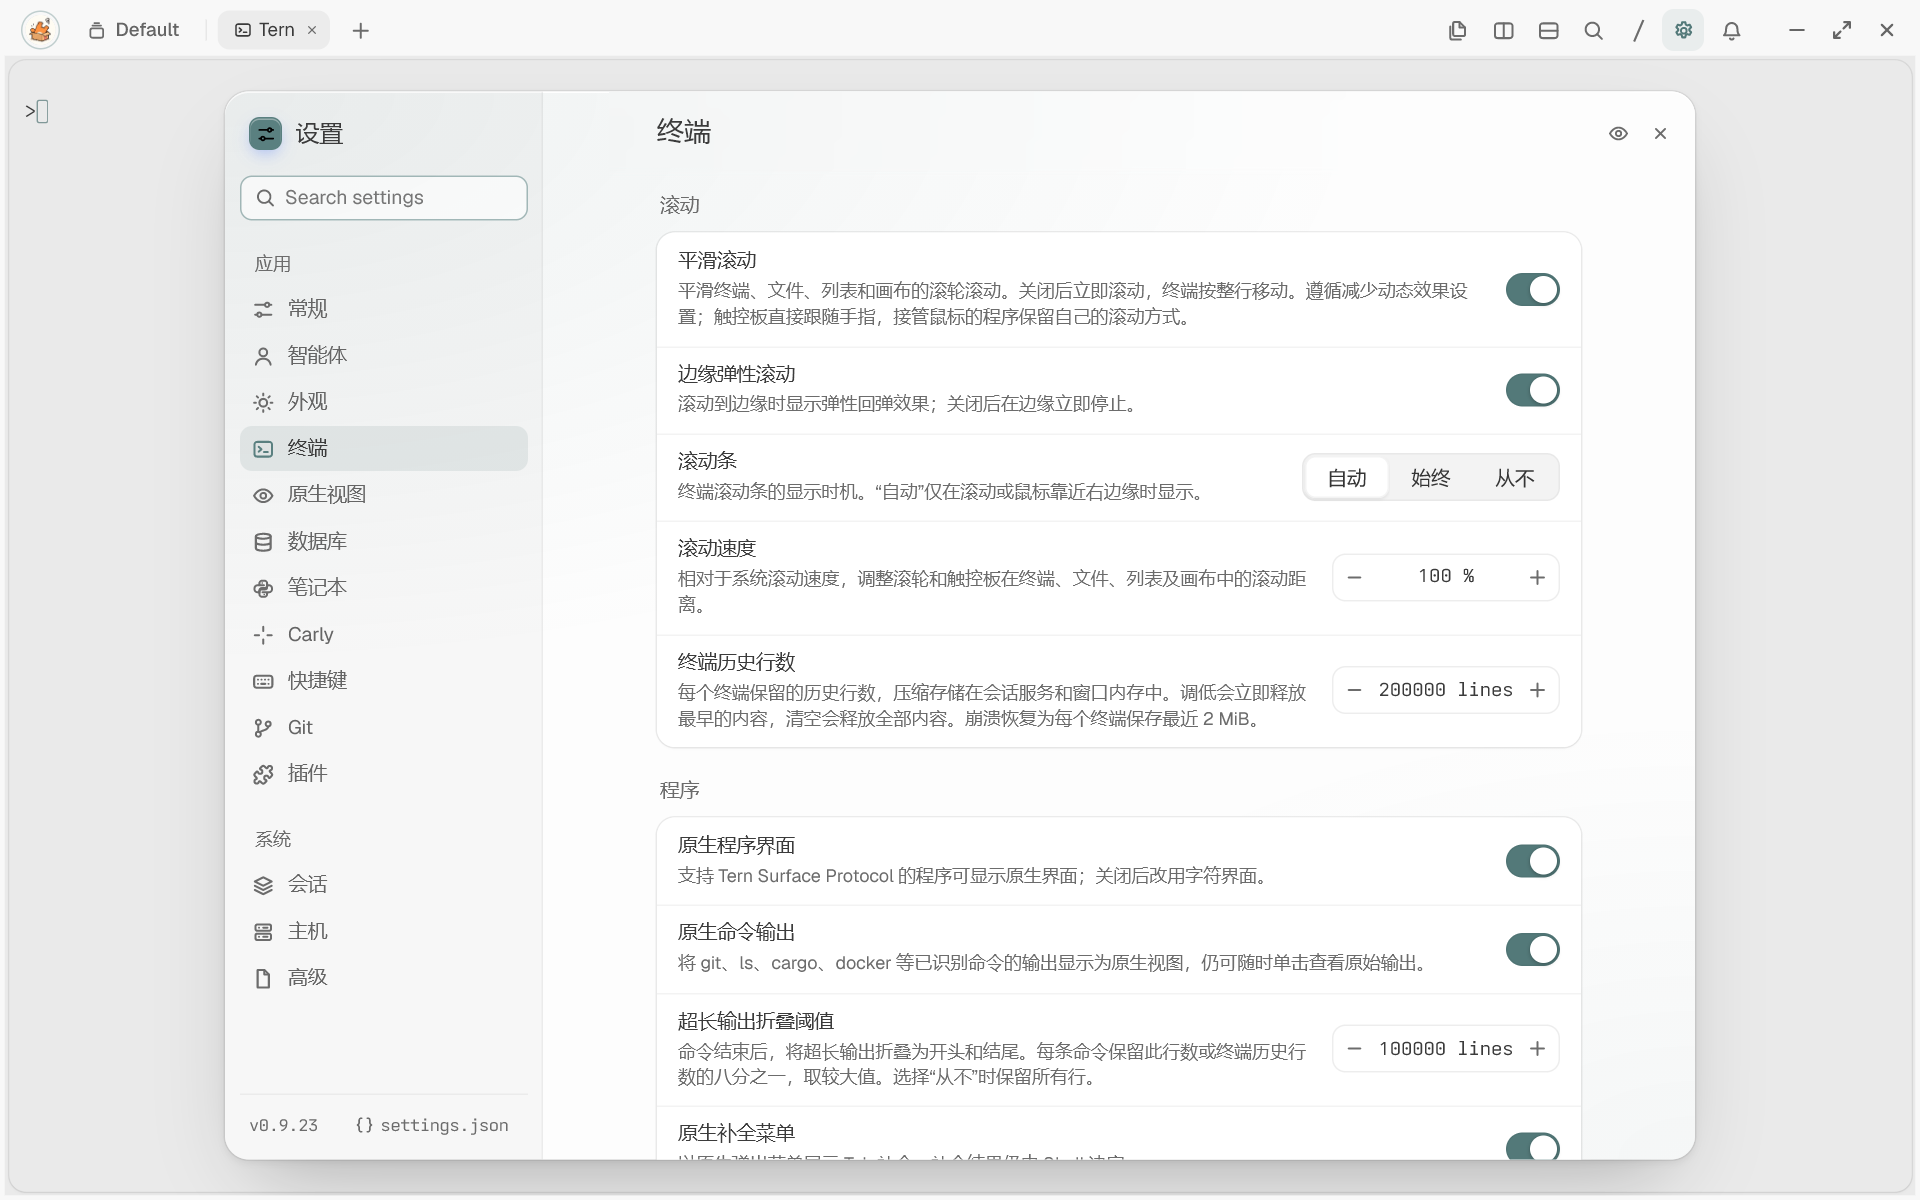 Default
Tern
>
设置
Search settings
应用
常规
智能体
外观
终端
原生视图
数据库
笔记本
Carly
快捷键
Git
插件
系统
会话
主机
高级
v0.9.23
{} settings.json
终端
滚动
平滑滚动
平滑终端、文件、列表和画布的滚轮滚动。关闭后立即滚动，终端按整行移动。遵循减少动态效果设
置；触控板直接跟随手指，接管鼠标的程序保留自己的滚动方式。
边缘弹性滚动
滚动到边缘时显示弹性回弹效果；关闭后在边缘立即停止。
滚动条
终端滚动条的显示时机。“自动”仅在滚动或鼠标靠近右边缘时显示。
自动 始终 从不
滚动速度
相对于系统滚动速度，调整滚轮和触控板在终端、文件、列表及画布中的滚动距
离。
100 %
终端历史行数
每个终端保留的历史行数，压缩存储在会话服务和窗口内存中。调低会立即释放
最早的内容，清空会释放全部内容。崩溃恢复为每个终端保存最近 2 MiB。
200000 lines
程序
原生程序界面
支持 Tern Surface Protocol 的程序可显示原生界面；关闭后改用字符界面。
原生命令输出
将 git、ls、cargo、docker 等已识别命令的输出显示为原生视图，仍可随时单击查看原始输出。
超长输出折叠阈值
命令结束后，将超长输出折叠为开头和结尾。每条命令保留此行数或终端历史行
数的八分之一，取较大值。选择“从不”时保留所有行。
100000 lines
原生补全菜单